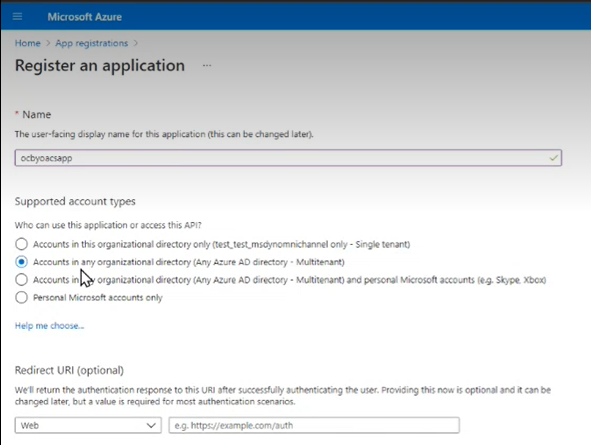 Microsoft Azure
Home > App registrations >
Register an application ...
* Name
The user-facing display name for this application (this can be changed later).
ocbyoacsapp
Supported account types
Who can use this application or access this API?
Accounts in this organizational directory only (test_test_msdynomnichannel only - Single tenant)
Accounts in any organizational directory (Any Azure AD directory - Multitenant)
Accounts in any organizational directory (Any Azure AD directory - Multitenant) and personal Microsoft accounts (e.g. Skype, Xbox)
Personal Microsoft accounts only
Help me choose...
Redirect URI (optional)
We'll return the authentication response to this URI after successfully authenticating the user. Providing this now is optional and it can be
changed later, but a value is required for most authentication scenarios.
Web e.g. https://example.com/auth